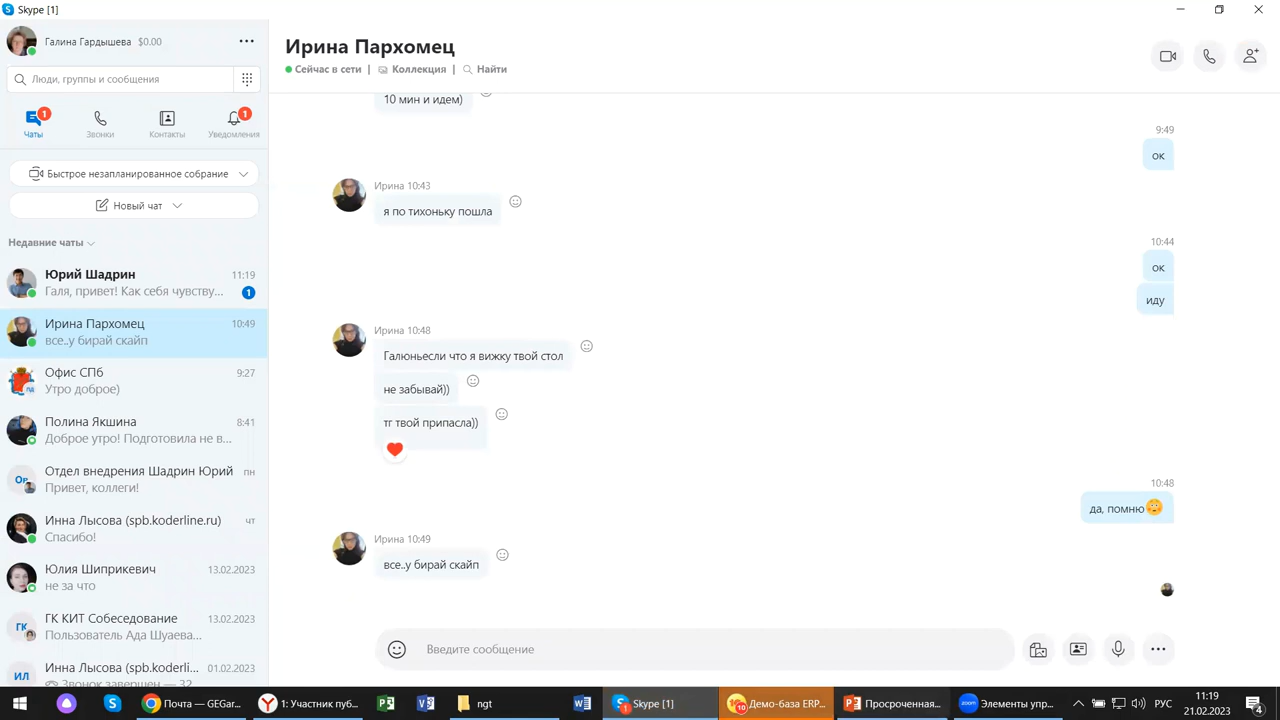 Skype [1]
Галина Гардышева $0.00
Люди, группы и сообщения
1
1
Чаты
Звонки
Контакты
Уведомления
Быстрое незапланированное собрание
Новый чат
Недавние чаты
Юрий Шадрин 11:19
Галя, привет! Как себя чувству... 1
Ирина Пархомец 10:49
все..у бирай скайп
Офис СПб 9:27
Утро доброе)
Полина Якшина 8:41
Доброе утро! Подготовила не в...
Ор
Отдел внедрения Шадрин Юрий пн
Привет, коллеги!
Инна Лысова (spb.koderline.ru) чт
Спасибо!
Юлия Шиприкевич 13.02.2023
не за что
ГК
ГК КИТ Собеседование 13.02.2023
Пользователь Ада Шуаева...
ИЛ
Инна Лысова (spb.koderli... 01.02.2023
Звонок завершен — 32
Ирина Пархомец
Сейчас в сети | Коллекция | Найти
10 мин и идем)
9:49
ок
Ирина 10:43
я по тихоньку пошла
10:44
ок
иду
Ирина 10:48
Галюньесли что я вижку твой стол
не забывай))
тг твой припасла))
10:48
да, помню
Ирина 10:49
все..у бирай скайп
Введите сообщение
Почта — GEGar...
1: Участник пуб...
ngt
Skype [1]
Демо-база ERP...
Просроченная...
zoom
Элементы упр...
РУС
11:19
21.02.2023
4